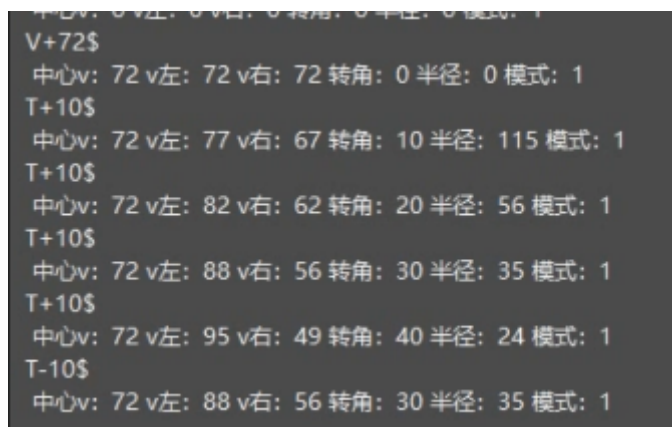 V+72$
中心v: 72 v左: 72 v右: 72 转角: 0 半径: 0 模式: 1
T+10$
中心v: 72 v左: 77 v右: 67 转角: 10 半径: 115 模式: 1
T+10$
中心v: 72 v左: 82 v右: 62 转角: 20 半径: 56 模式: 1
T+10$
中心v: 72 v左: 88 v右: 56 转角: 30 半径: 35 模式: 1
T+10$
中心v: 72 v左: 95 v右: 49 转角: 40 半径: 24 模式: 1
T-10$
中心v: 72 v左: 88 v右: 56 转角: 30 半径: 35 模式: 1